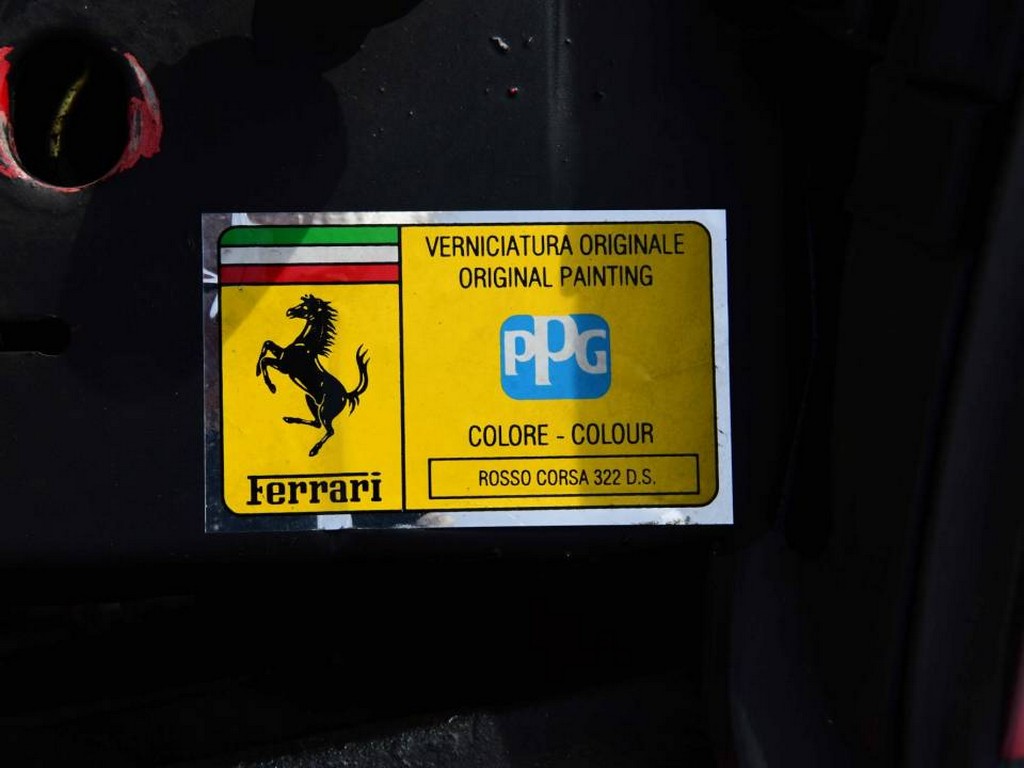 VERNICIATURA ORIGINALE
ORIGINAL PAINTING
PPG
COLORE - COLOUR
ROSSO CORSA 322 D.S.
Ferrari